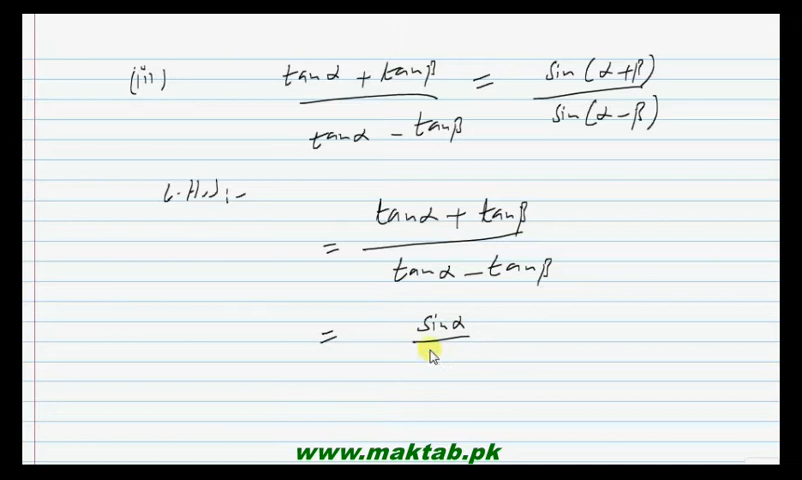 (iii) tanα + tanβ / tanα - tanβ = sin(α+β) / sin(α-β)
L.H.S:-
= tanα + tanβ / tanα - tanβ
= sinα /
www.maktab.pk